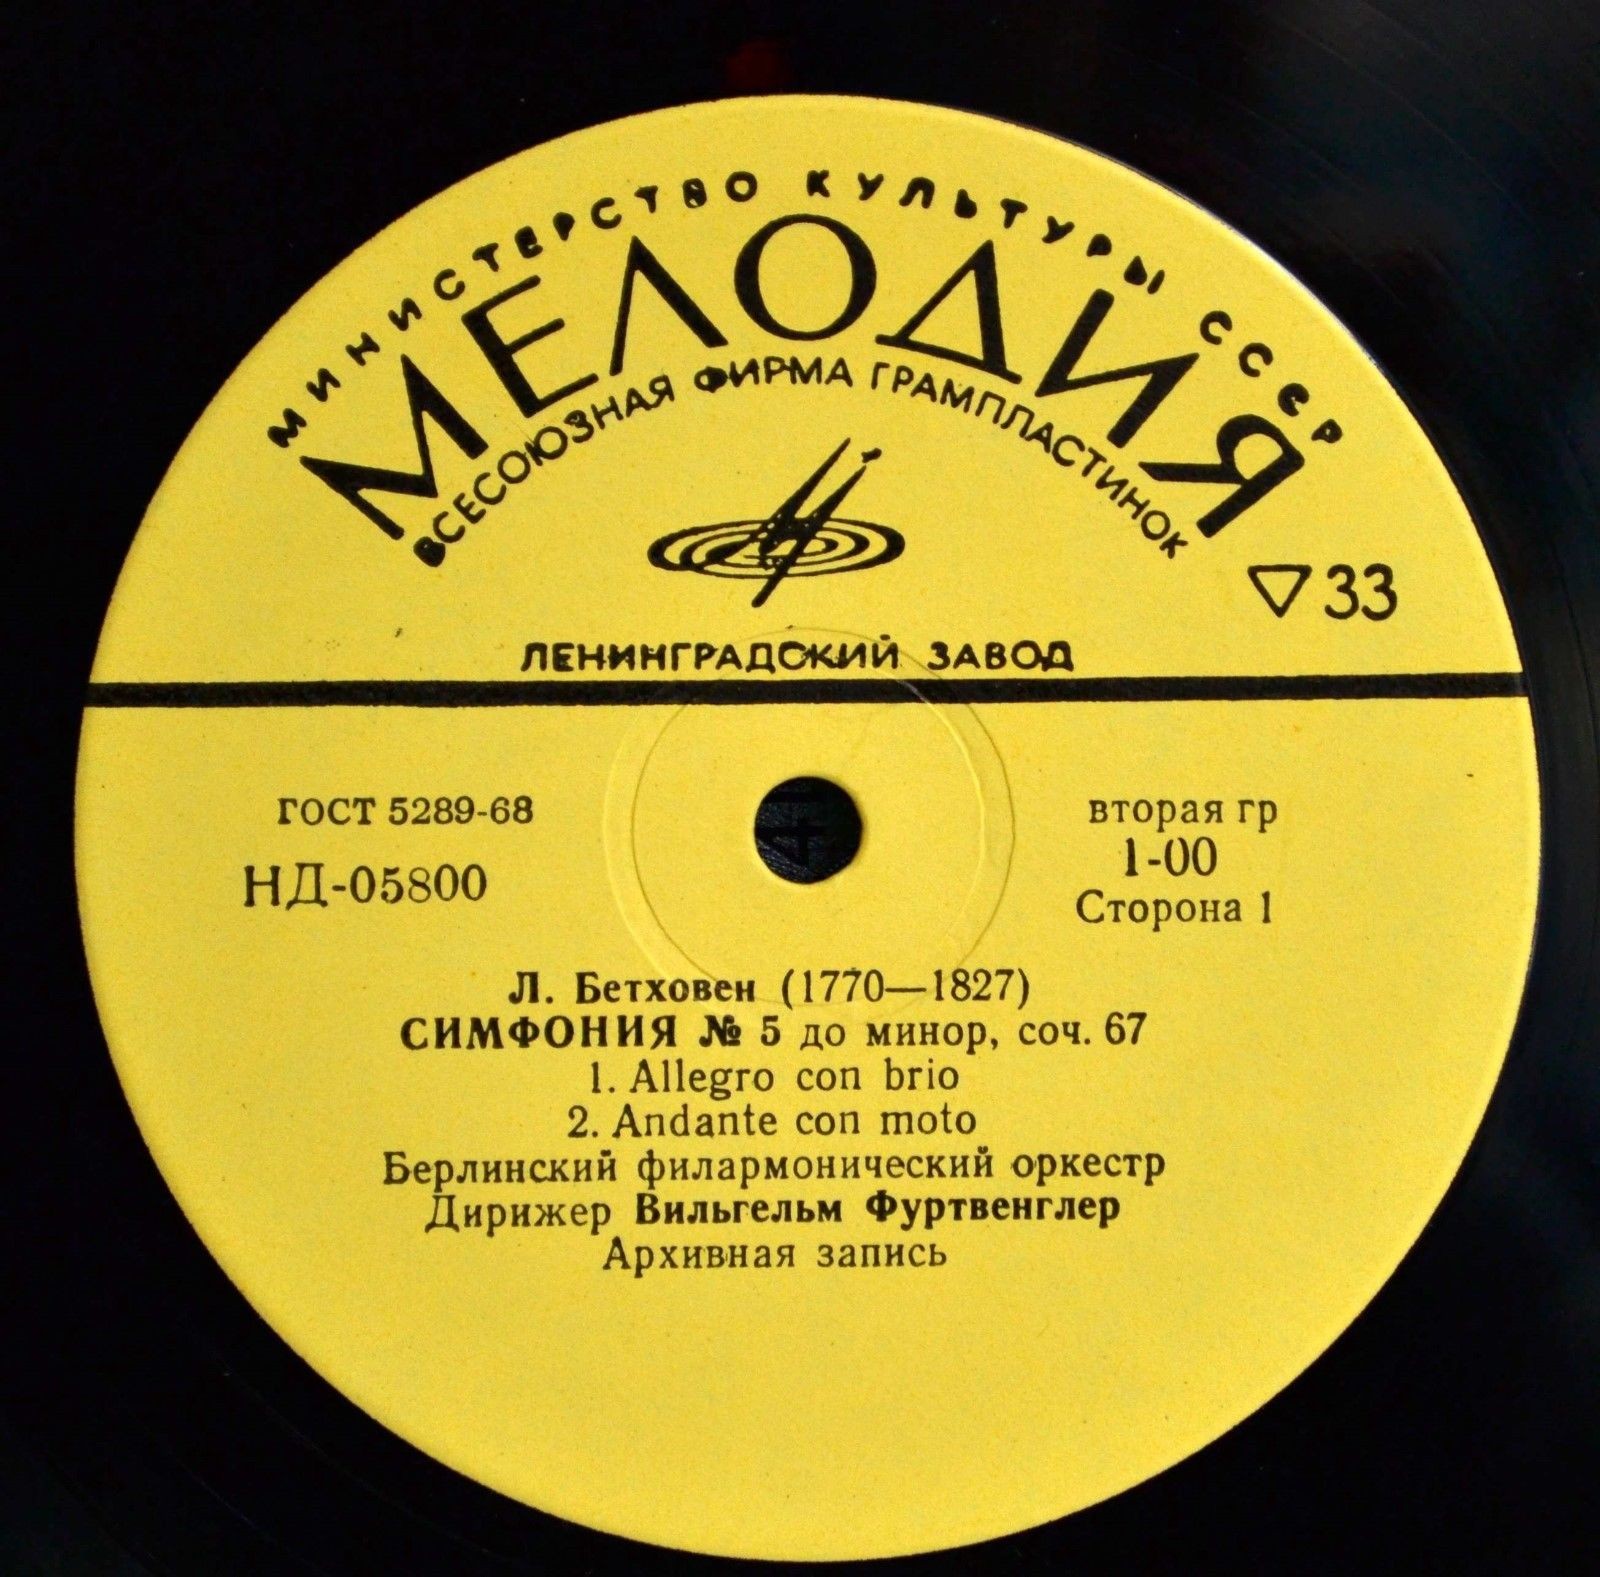 МИНИСТЕРСТВО КУЛЬТУРЫ СССР
МЕЛОДИЯ
ВСЕСОЮЗНАЯ ФИРМА ГРАМПЛАСТИНОК
33
ЛЕНИНГРАДСКИЙ ЗАВОД
ГОСТ 5289-68
НД-05800
вторая гр
1-00
Сторона 1
Л. Бетховен (1770—1827)
СИМФОНИЯ № 5 до минор, соч. 67
1. Allegro con brio
2. Andante con moto
Берлинский филармонический оркестр
Дирижер Вильгельм Фуртвенглер
Архивная запись